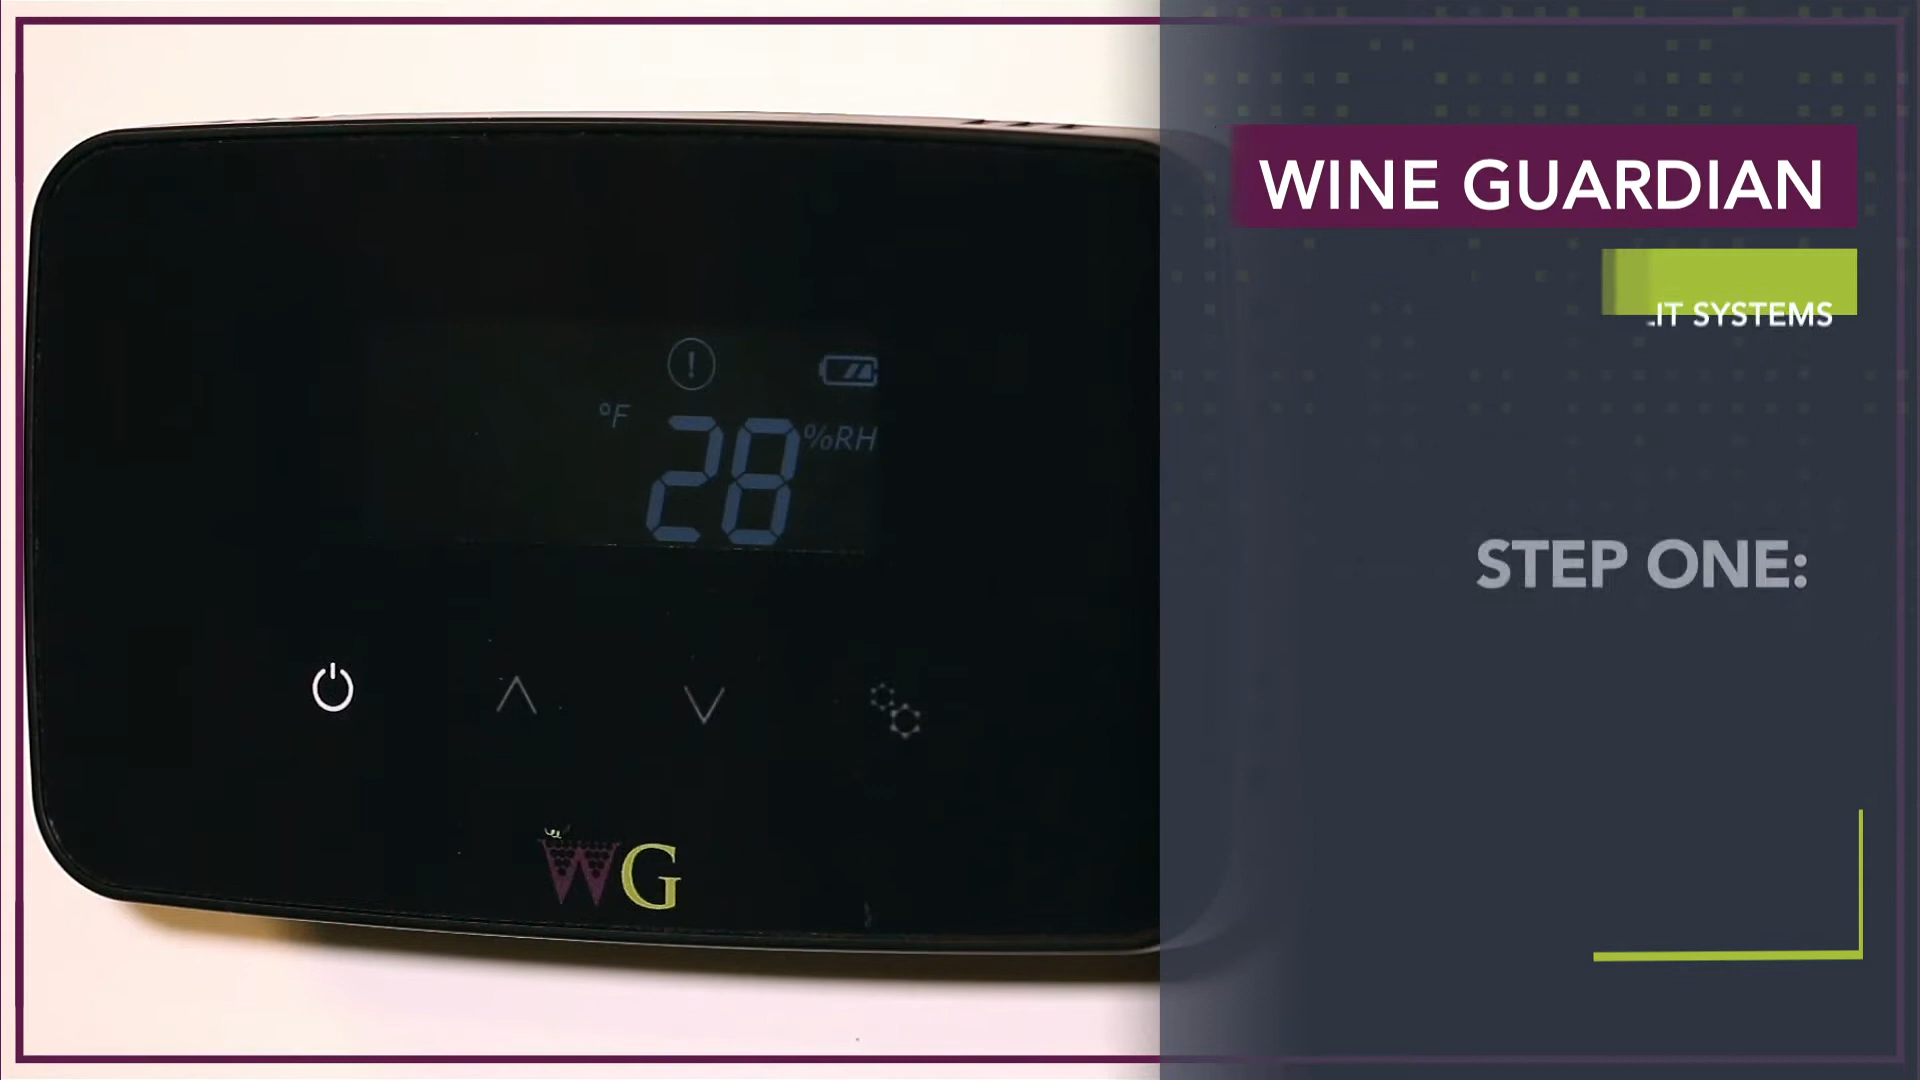 WINE GUARDIAN
IT SYSTEMS
STEP ONE:
!
°F 28 %RH
WG